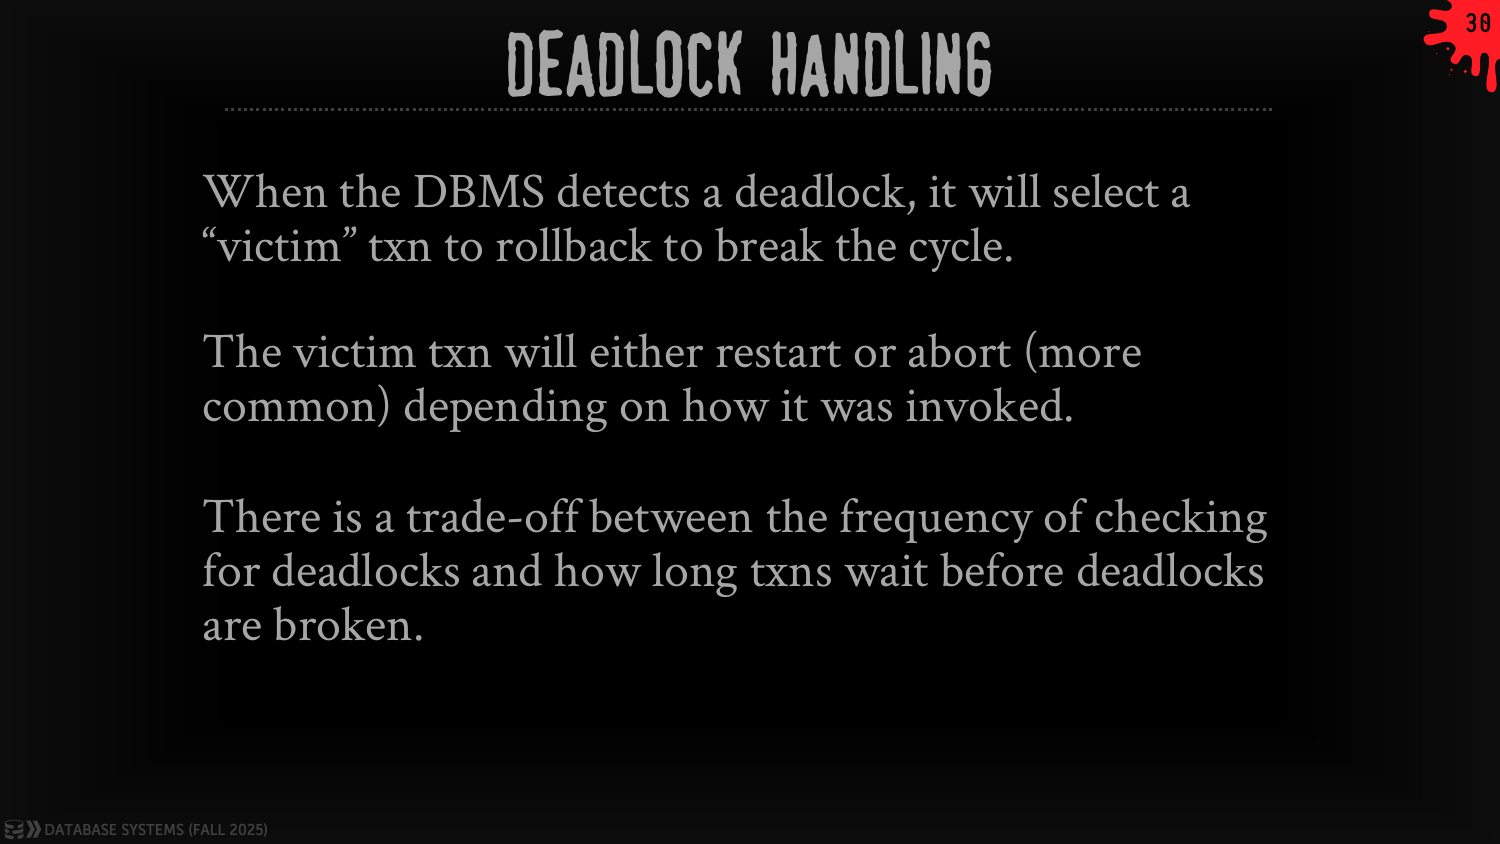 DEADLOCK HANDLING
30
When the DBMS detects a deadlock, it will select a
“victim” txn to rollback to break the cycle.
The victim txn will either restart or abort (more
common) depending on how it was invoked.
There is a trade-off between the frequency of checking
for deadlocks and how long txns wait before deadlocks
are broken.
DATABASE SYSTEMS (FALL 2025)